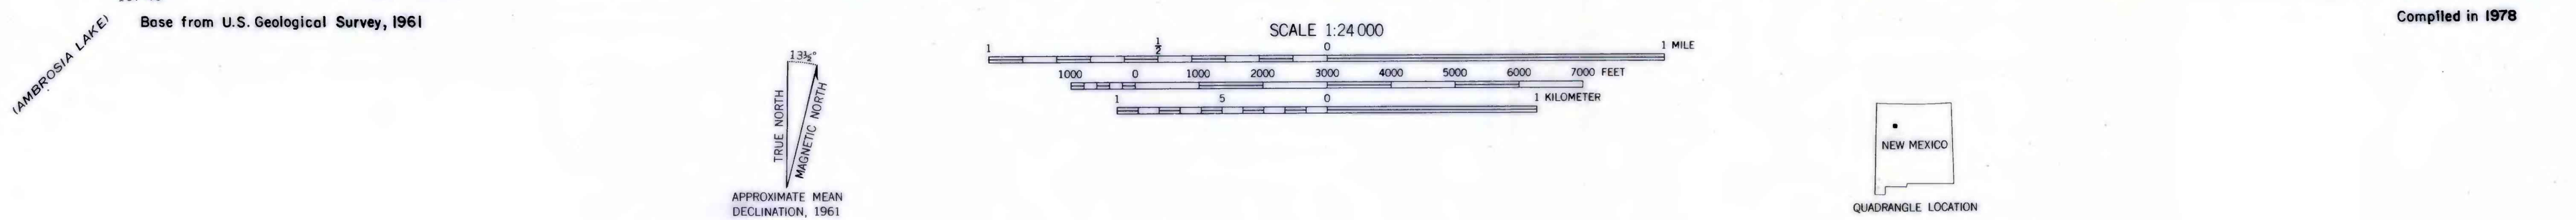 (AMBROSIA LAKE)
Base from U.S. Geological Survey, 1961
13½°
TRUE NORTH
MAGNETIC NORTH
APPROXIMATE MEAN
DECLINATION, 1961
SCALE 1:24 000
1 ½ 0 1 MILE
1000 0 1000 2000 3000 4000 5000 6000 7000 FEET
1 5 0 1 KILOMETER
NEW MEXICO
QUADRANGLE LOCATION
Compiled in 1978